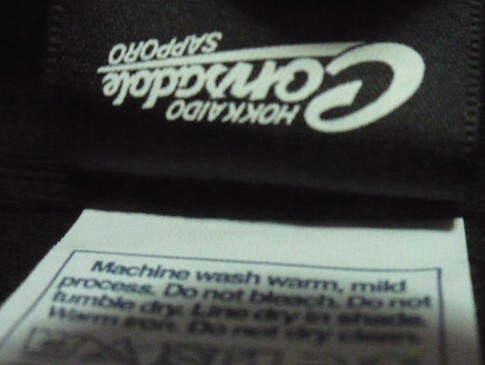 HOKKAIDO
Consadole
SAPPORO
Machine wash warm, mild
process. Do not bleach. Do not
tumble dry. Line dry in shade.
Warm iron. Do not dry clean.